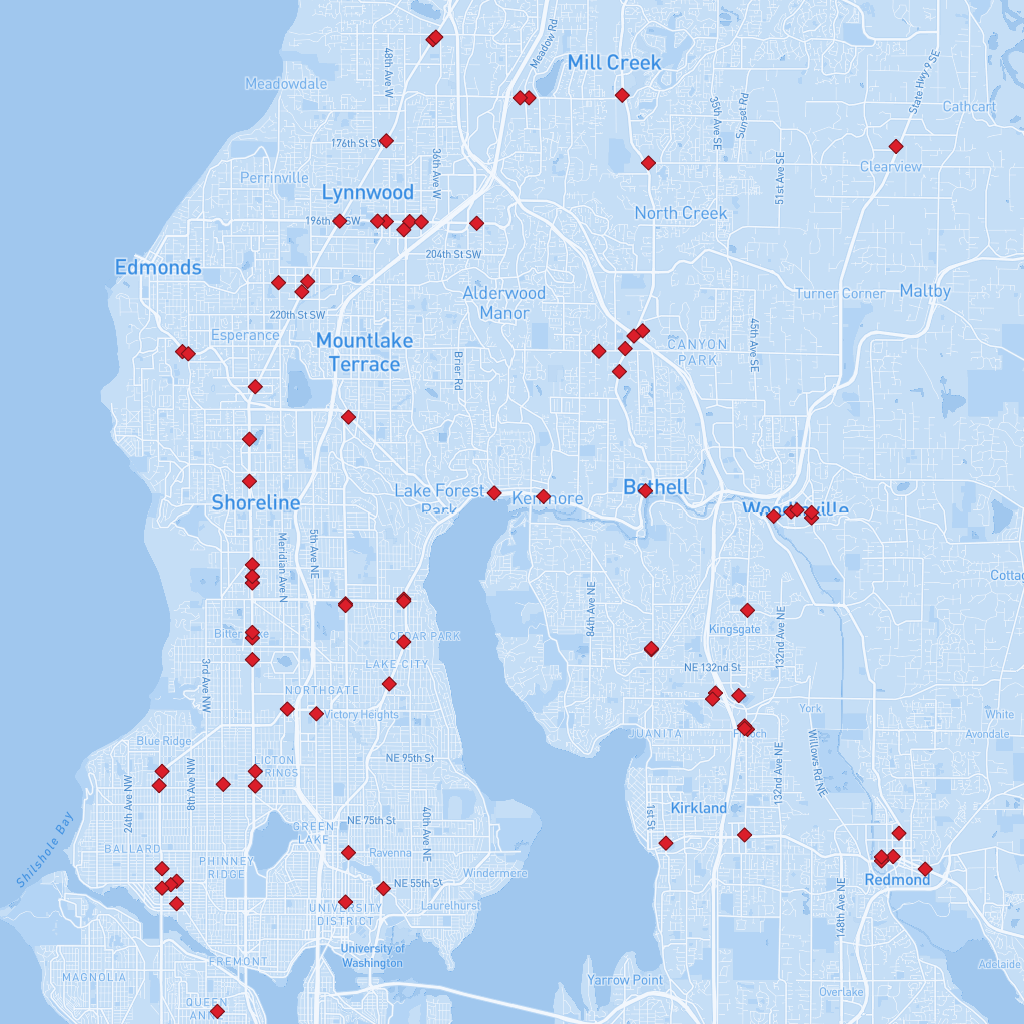 Meadow Rd
Mill Creek
48th Ave W
Meadowdale
State Hwy 9 SE
35th Ave SE
Sunset Rd
Cathcart
176th St SW
36th Ave W
Clearview
51st Ave SE
Perrinville
Lynnwood
North Creek
196th St SW
204th St SW
Edmonds
Alderwood
Manor
Turner Corner
Maltby
220th St SW
Esperance
Mountlake
Terrace
Brier Rd
CANYON
PARK
45th Ave SE
Lake Forest
Park
Kenmore
Bothell
Shoreline
Woodinville
Meridian Ave N
5th Ave NE
84th Ave NE
132nd Ave NE
Kingsgate
Bitter Lake
CEDAR PARK
LAKE CITY
NE 132nd St
3rd Ave NW
NORTHGATE
Victory Heights
York
White
Avondale
JUANITA
Blue Ridge
8th Ave NW
24th Ave NW
NE 95th St
132nd Ave NE
Willows Rd NE
1st St
Kirkland
Shilshole Bay
NE 75th St
40th Ave NE
GREEN
LAKE
BALLARD
PHINNEY
RIDGE
Ravenna
Windermere
NE 55th St
Laurelhurst
UNIVERSITY
DISTRICT
Redmond
148th Ave NE
University of
Washington
FREMONT
MAGNOLIA
Yarrow Point
Overlake
Adelaide
QUEEN